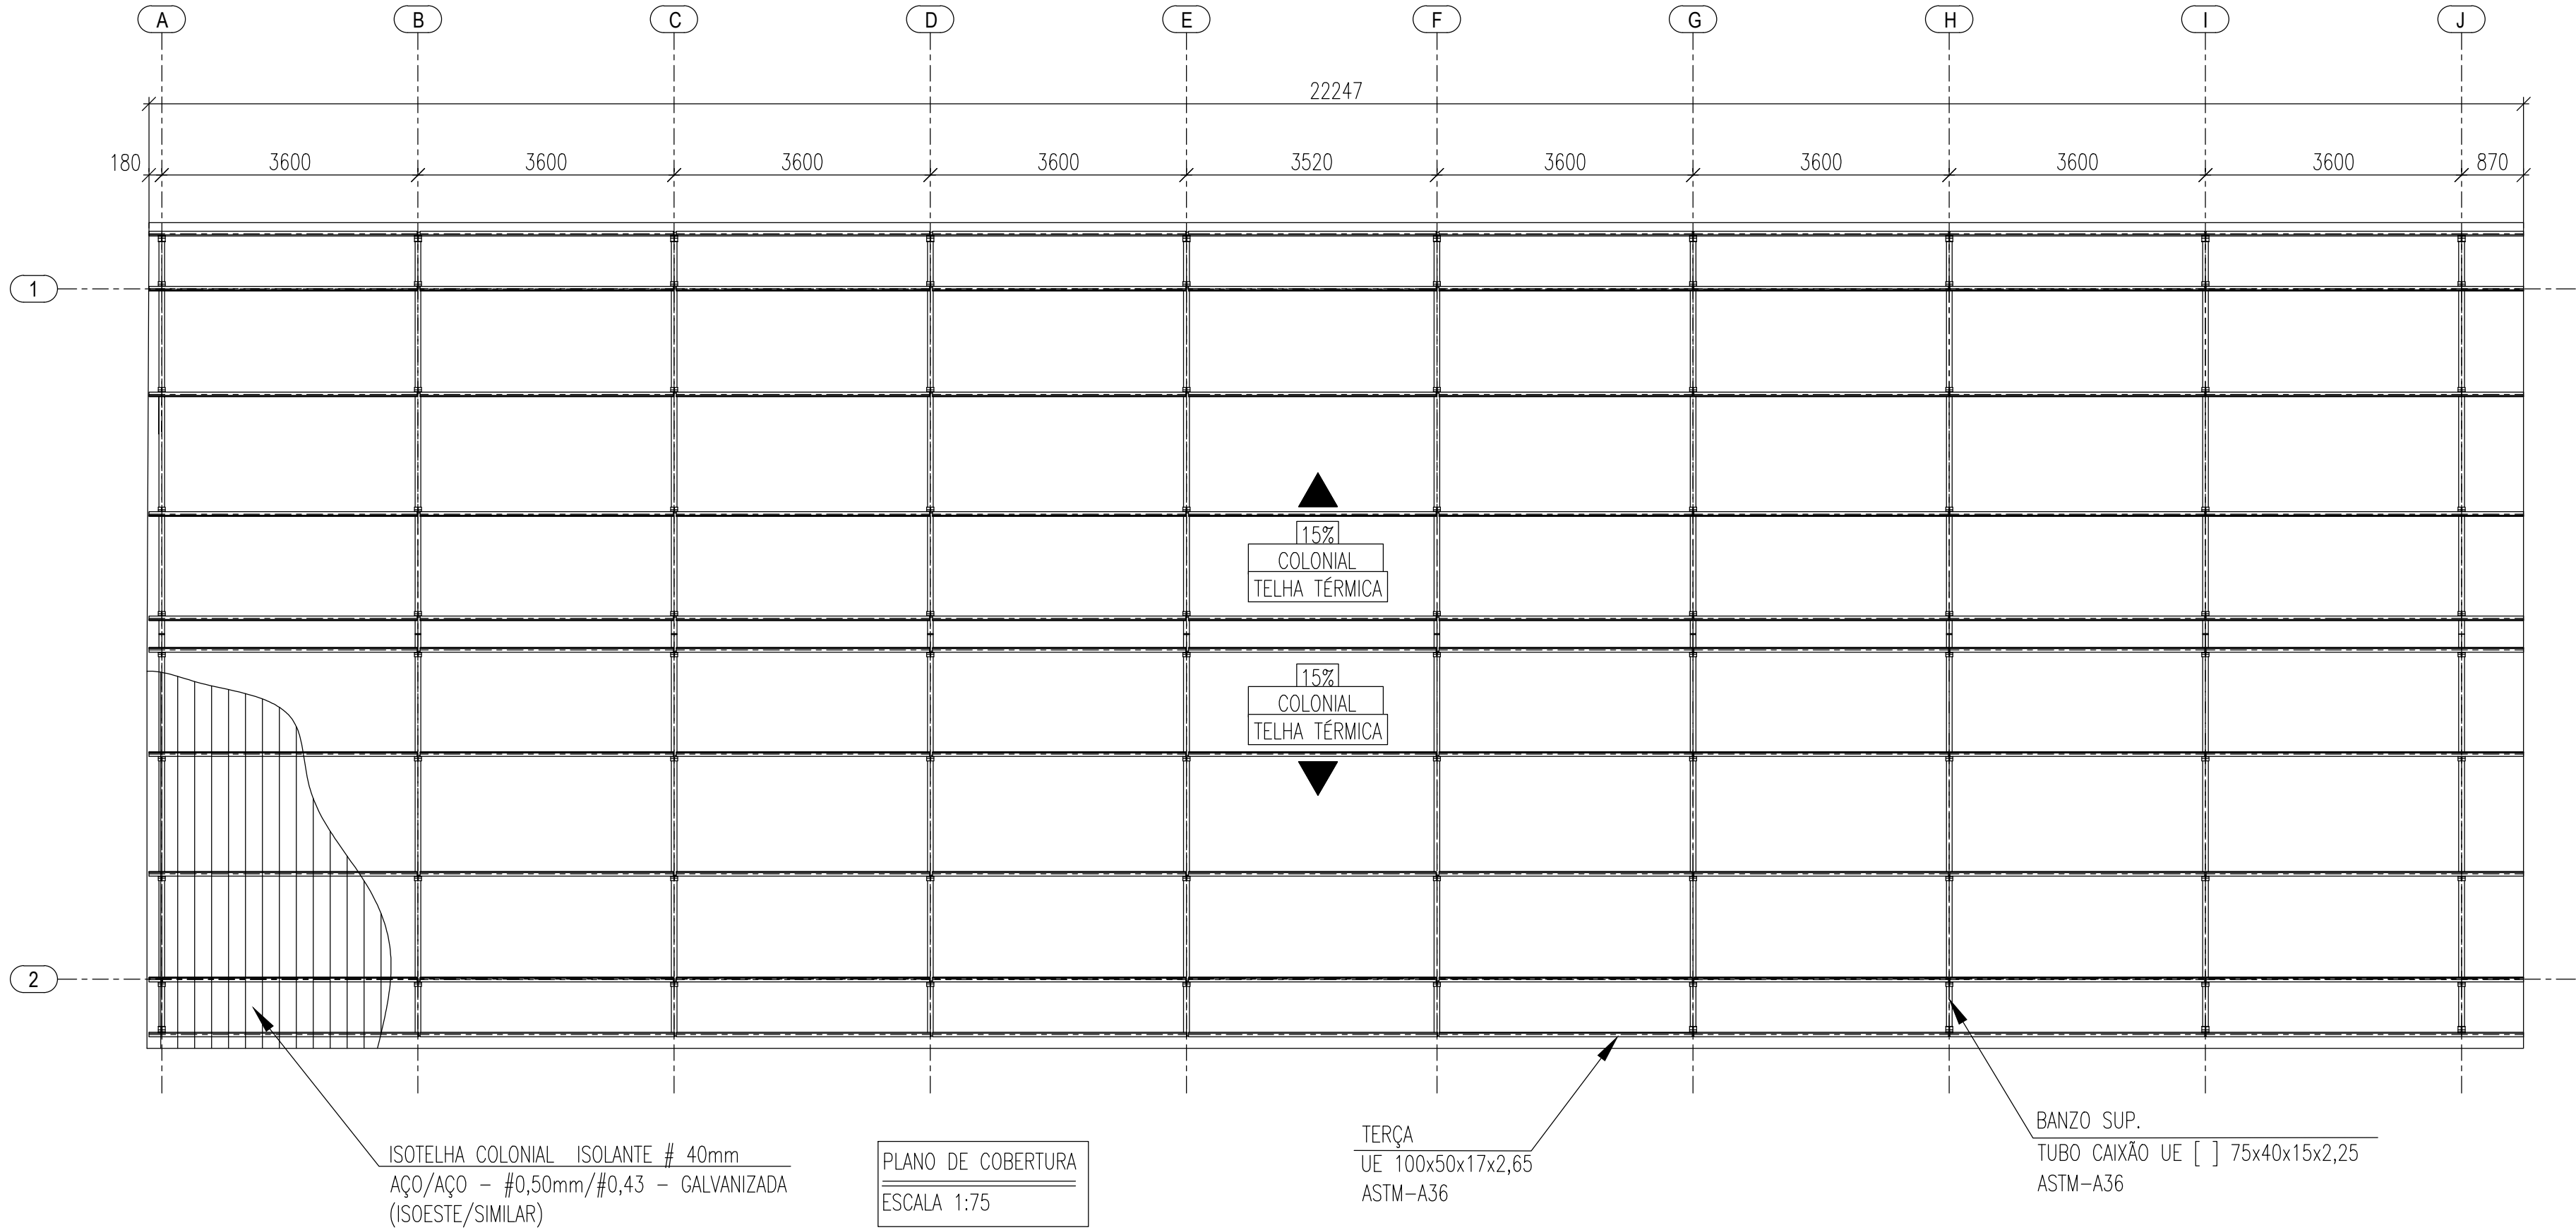 A B C D E F G H I J
22247
180 3600 3600 3600 3600 3520 3600 3600 3600 3600 870
1
15%
COLONIAL
TELHA TÉRMICA
15%
COLONIAL
TELHA TÉRMICA
2
ISOTELHA COLONIAL ISOLANTE # 40mm
AÇO/AÇO – #0,50mm/#0,43 – GALVANIZADA
(ISOESTE/SIMILAR)
PLANO DE COBERTURA
ESCALA 1:75
TERÇA
UE 100x50x17x2,65
ASTM–A36
BANZO SUP.
TUBO CAIXÃO UE [ ] 75x40x15x2,25
ASTM–A36